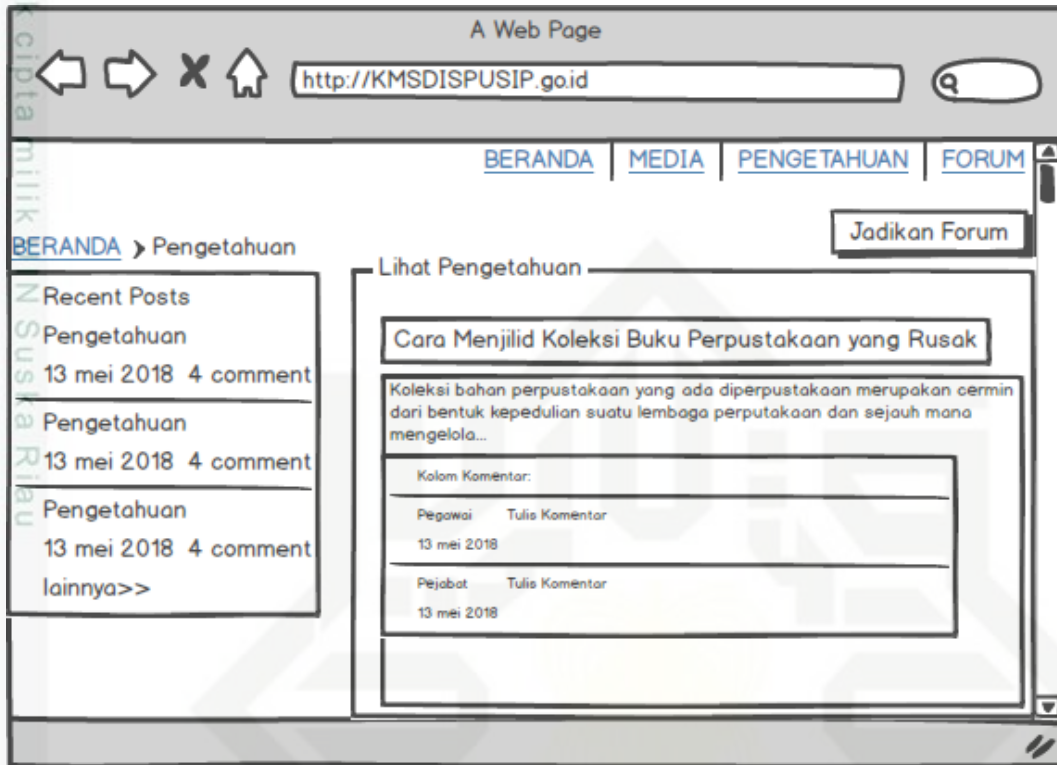 A Web Page
http://KMSDISPUSIP.go.id
BERANDA MEDIA PENGETAHUAN FORUM
Jadikan Forum
BERANDA > Pengetahuan
Recent Posts
Pengetahuan
13 mei 2018 4 comment
Pengetahuan
13 mei 2018 4 comment
Pengetahuan
13 mei 2018 4 comment
lainnya>>
Lihat Pengetahuan
Cara Menjilid Koleksi Buku Perpustakaan yang Rusak
Koleksi bahan perpustakaan yang ada diperpustakaan merupakan cermin
dari bentuk kepedulian suatu lembaga perputakaan dan sejauh mana
mengelola...
Kolom Komentar:
Pegawai Tulis Komentar
13 mei 2018
Pejabat Tulis Komentar
13 mei 2018
k cipta milik N Suska Riau